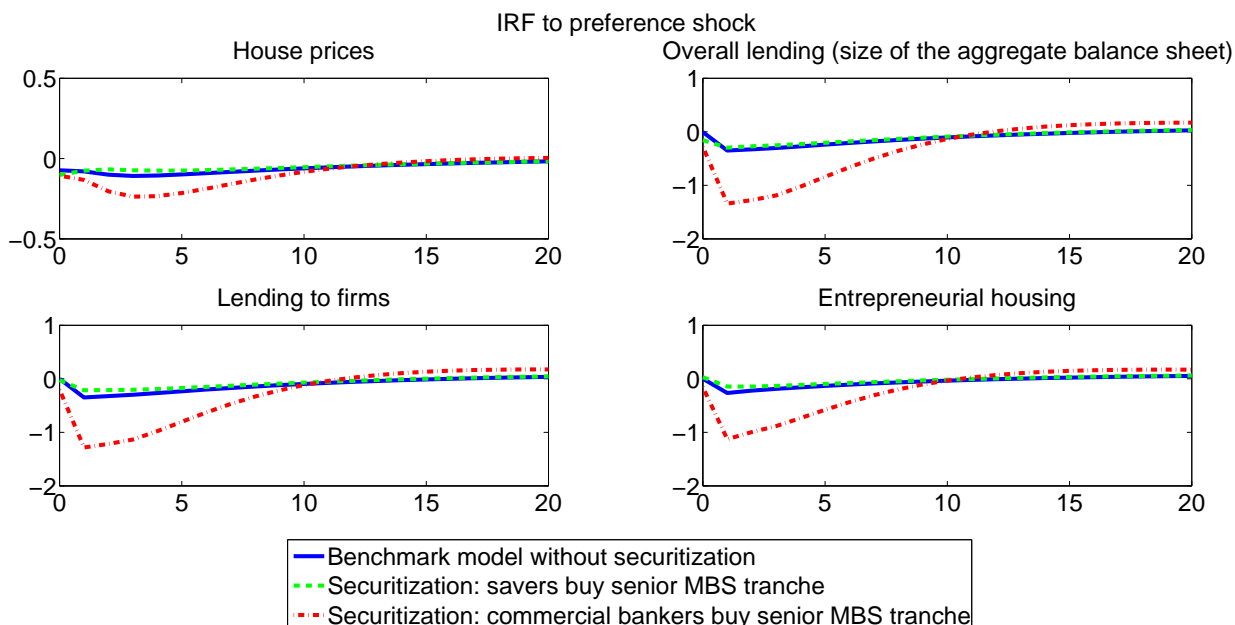 IRF to preference shock
House prices
0.5
0
−0.5
0 5 10 15 20
Overall lending (size of the aggregate balance sheet)
1
0
−1
−2
0 5 10 15 20
Lending to firms
1
0
−1
−2
0 5 10 15 20
Entrepreneurial housing
1
0
−1
−2
0 5 10 15 20
Benchmark model without securitization
Securitization: savers buy senior MBS tranche
Securitization: commercial bankers buy senior MBS tranche